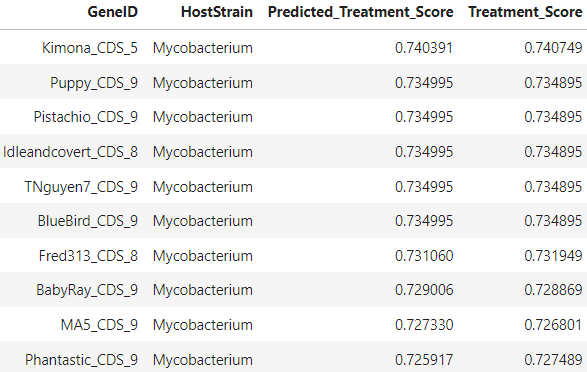 GeneID HostStrain Predicted_Treatment_Score Treatment_Score
Kimona_CDS_5 Mycobacterium 0.740391 0.740749
Puppy_CDS_9 Mycobacterium 0.734995 0.734895
Pistachio_CDS_9 Mycobacterium 0.734995 0.734895
Idleandcovert_CDS_8 Mycobacterium 0.734995 0.734895
TNguyen7_CDS_9 Mycobacterium 0.734995 0.734895
BlueBird_CDS_9 Mycobacterium 0.734995 0.734895
Fred313_CDS_8 Mycobacterium 0.731060 0.731949
BabyRay_CDS_9 Mycobacterium 0.729006 0.728869
MA5_CDS_9 Mycobacterium 0.727330 0.726801
Phantastic_CDS_9 Mycobacterium 0.725917 0.727489